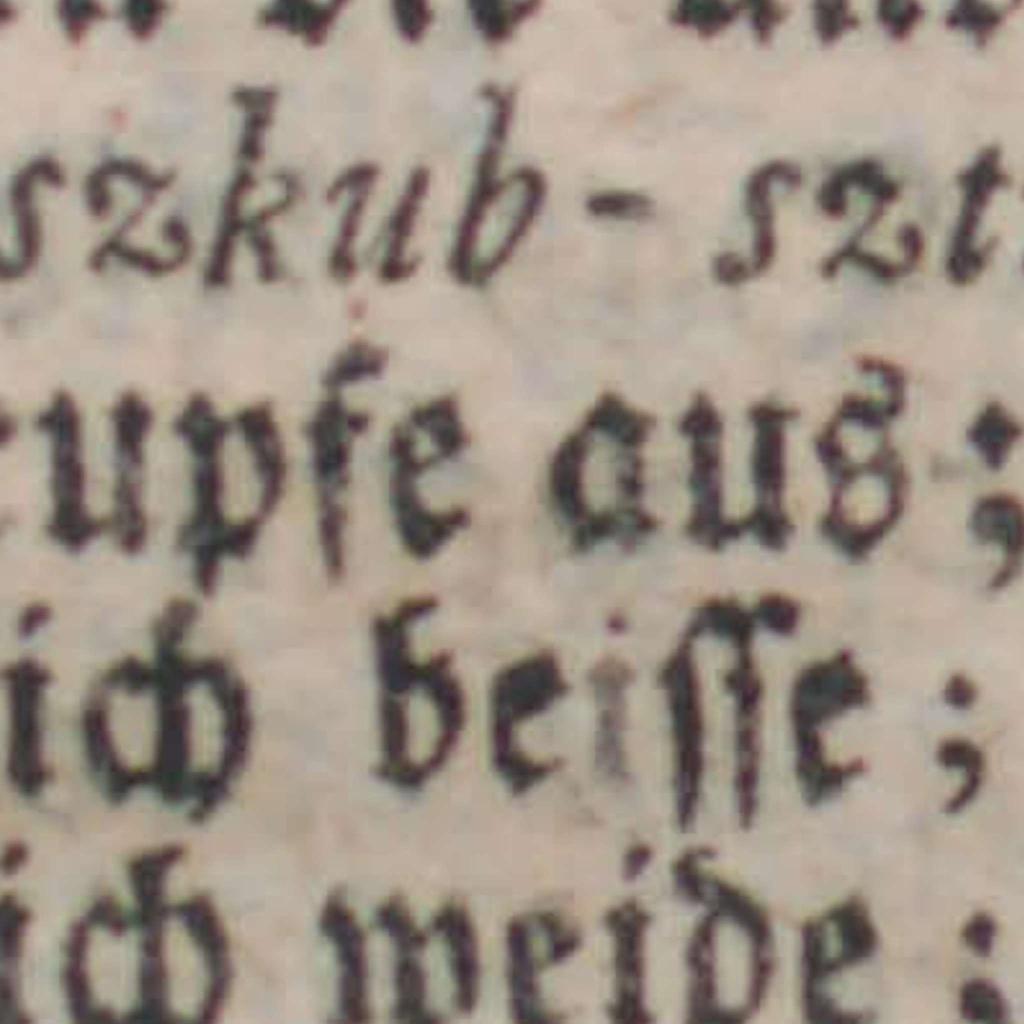 szkub-szt
upfe aus;
ich beiſſe;
ich weide;